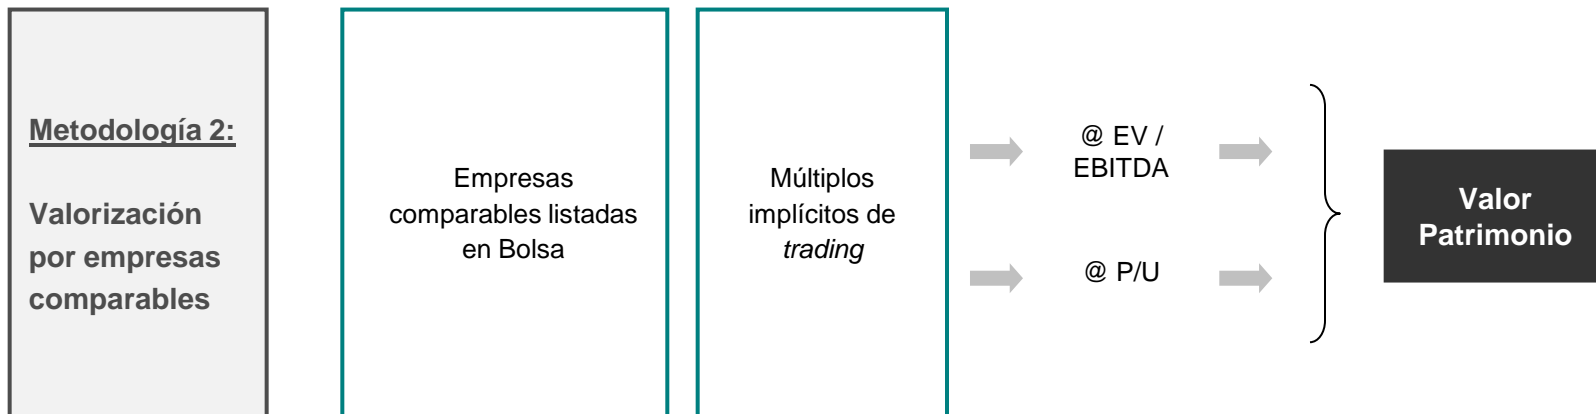 Metodología 2:
Valorización
por empresas
comparables
Empresas
comparables listadas
en Bolsa
Múltiplos
implícitos de
trading
@ EV /
EBITDA
@ P/U
Valor
Patrimonio